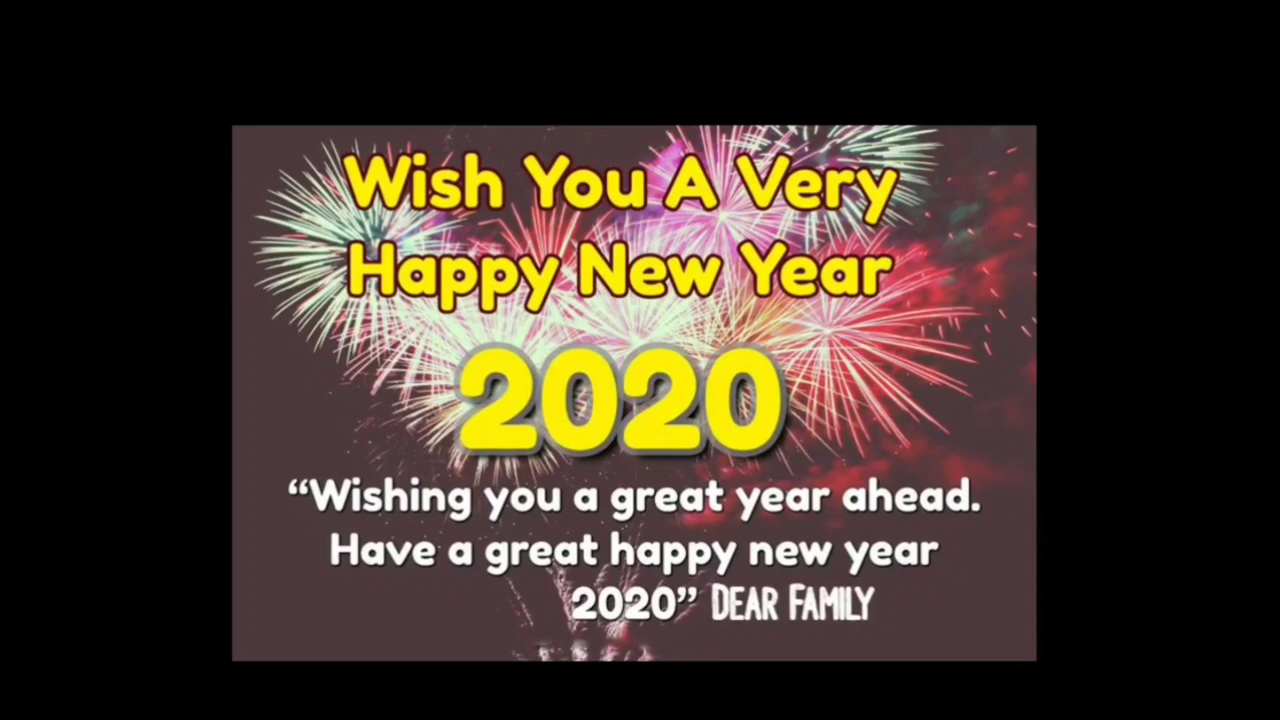 Wish You A Very
Happy New Year
2020
“Wishing you a great year ahead.
Have a great happy new year
2020” DEAR FAMILY